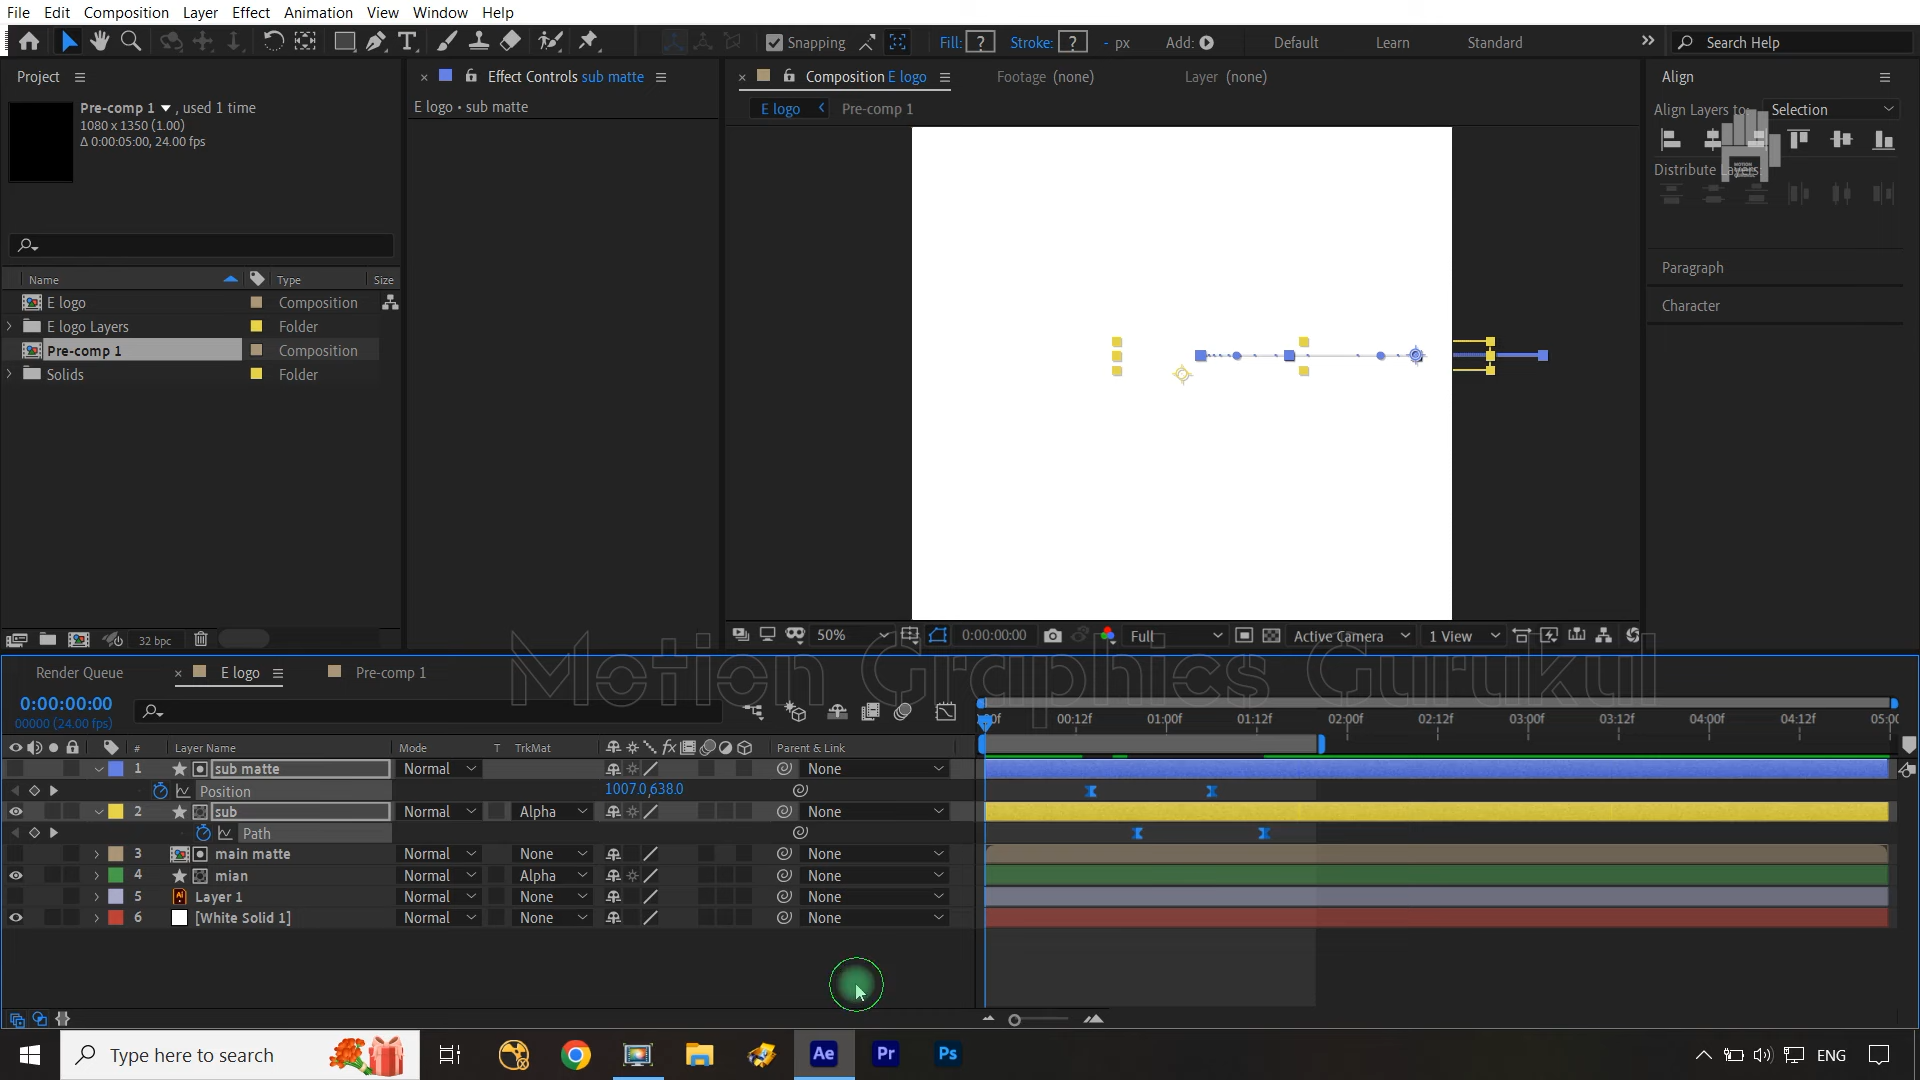 File Edit Composition Layer Effect Animation View Window Help
Snapping Fill: ? Stroke: ? - px Add: Default Learn Standard Search Help
Project
Pre-comp 1 , used 1 time
1080 x 1350 (1.00)
Δ 0:00:05:00, 24.00 fps
Name Type Size
E logo Composition
E logo Layers Folder
Pre-comp 1 Composition
Solids Folder
32 bpc
Effect Controls sub matte
E logo • sub matte
Composition E logo Footage (none) Layer (none)
E logo Pre-comp 1
50% 0:00:00:00 Full Active Camera 1 View
Align
Align Layers to: Selection
Distribute Layers
Paragraph
Character
Motion Graphics Gurukul
Render Queue E logo Pre-comp 1
0:00:00:00
00000 (24.00 fps)
00f 00:12f 01:00f 01:12f 02:00f 02:12f 03:00f 03:12f 04:00f 04:12f 05:00
# Layer Name Mode T TrkMat fx Parent & Link
1 sub matte Normal None
Position 1007.0,638.0
2 sub Normal Alpha None
Path
3 main matte Normal None None
4 mian Normal Alpha None
5 Ai Layer 1 Normal None None
6 [White Solid 1] Normal None None
Type here to search Ae Pr Ps ENG